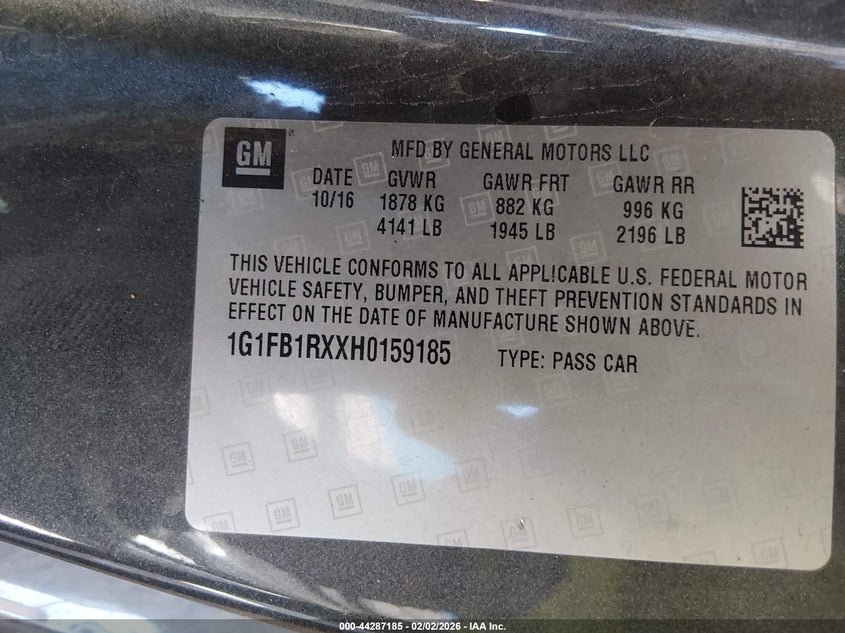 GM
MFD BY GENERAL MOTORS LLC
DATE GVWR GAWR FRT GAWR RR
10/16 1878 KG 882 KG 996 KG
4141 LB 1945 LB 2196 LB
THIS VEHICLE CONFORMS TO ALL APPLICABLE U.S. FEDERAL MOTOR
VEHICLE SAFETY, BUMPER, AND THEFT PREVENTION STANDARDS IN
EFFECT ON THE DATE OF MANUFACTURE SHOWN ABOVE.
1G1FB1RXXH0159185 TYPE: PASS CAR
000-44287185 - 02/02/2026 - IAA Inc.